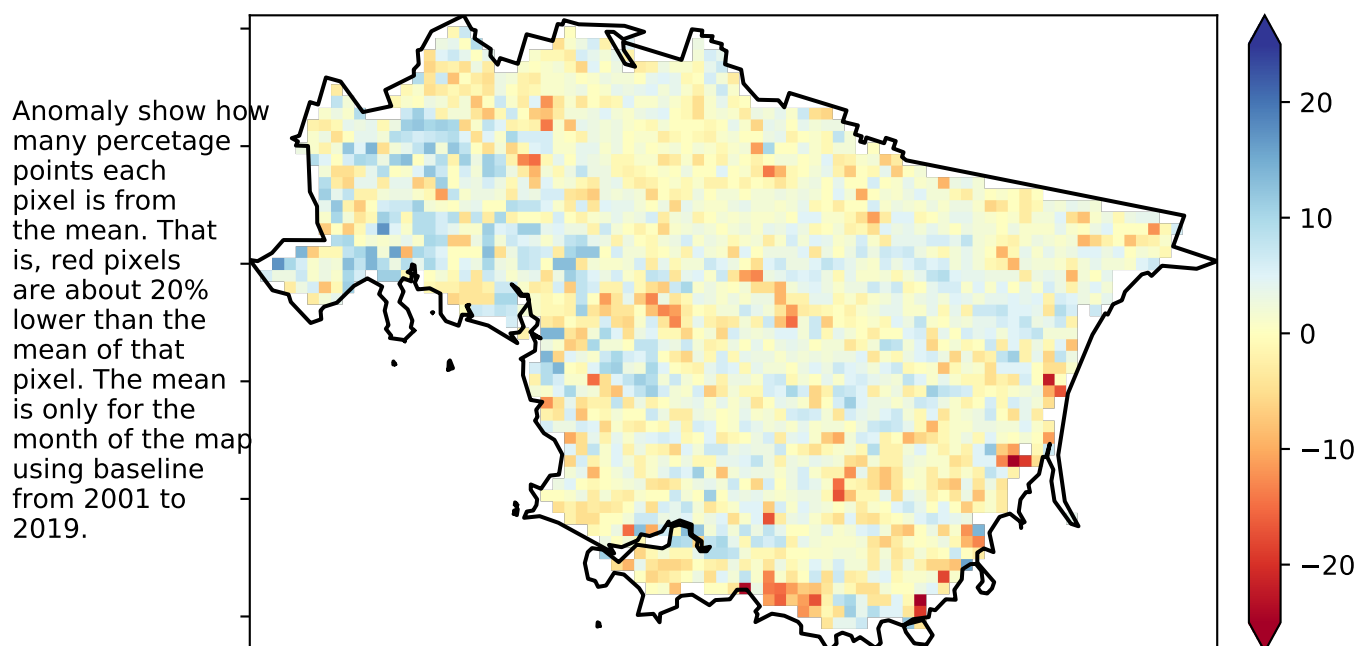 Anomaly show how
many percetage
points each
pixel is from
the mean. That
is, red pixels
are about 20%
lower than the
mean of that
pixel. The mean
is only for the
month of the map
using baseline
from 2001 to
2019.
20
10
0
−10
−20